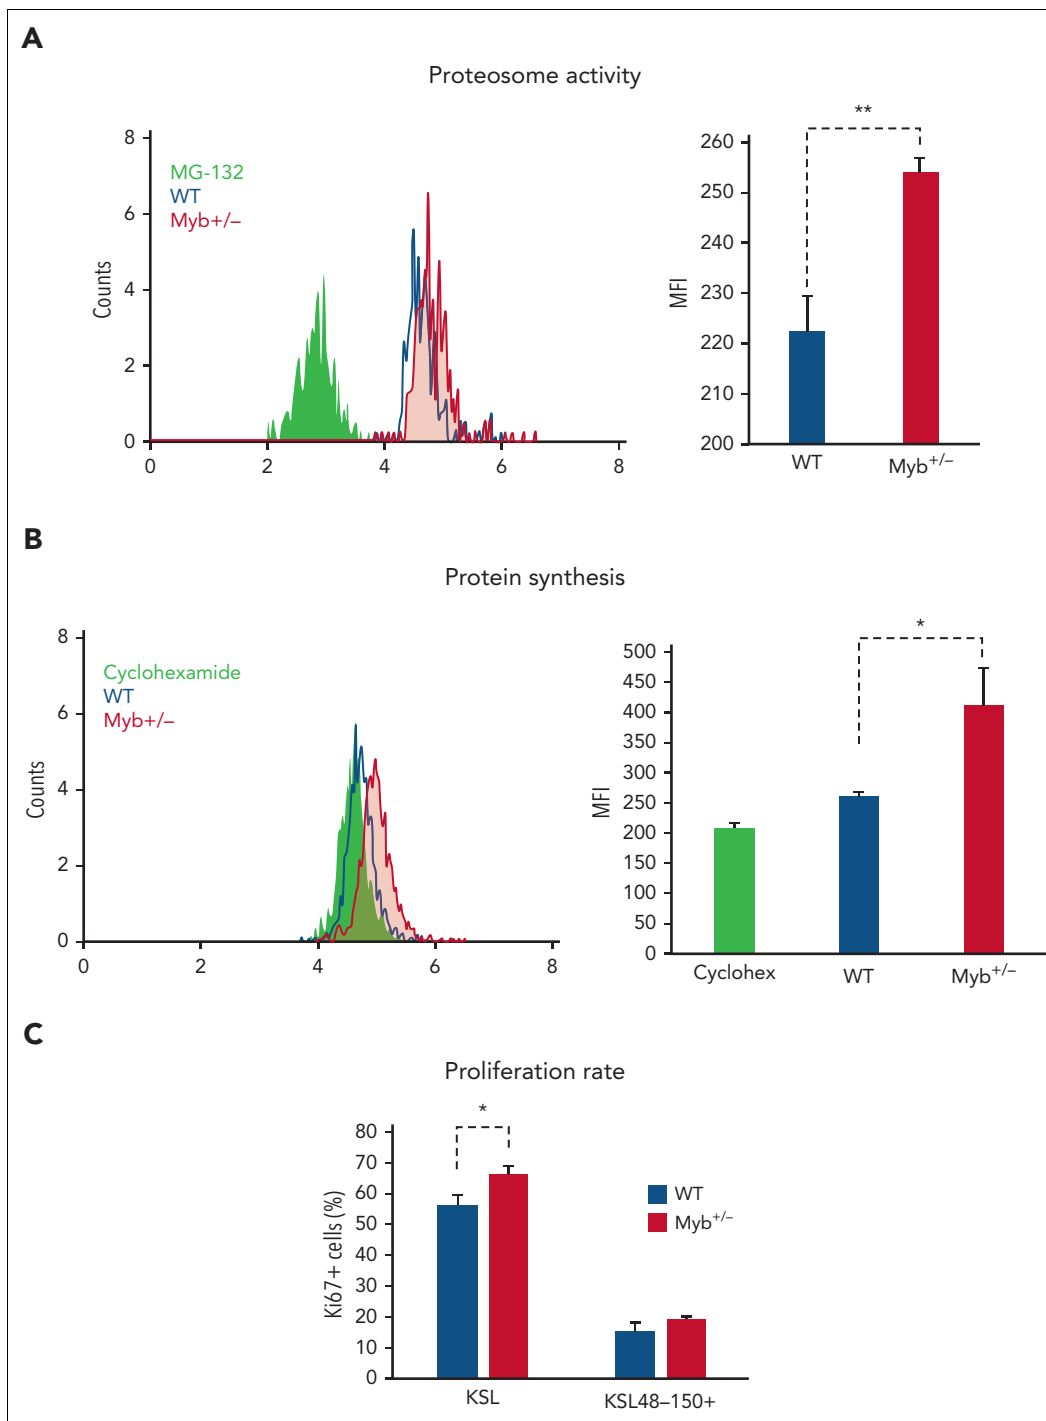 A
Proteosome activity
8
6
4
2
0
Counts
MG-132
WT
Myb+/–
0 2 4 6 8
**
260
250
240
230
220
210
200
MFI
WT Myb+/–
B
Protein synthesis
8
6
4
2
0
Counts
Cyclohexamide
WT
Myb+/–
0 2 4 6 8
*
500
450
400
350
300
250
200
150
100
50
0
MFI
Cyclohex WT Myb+/–
C
Proliferation rate
*
80
70
60
50
40
30
20
10
0
Ki67+ cells (%)
WT
Myb+/–
KSL KSL48–150+